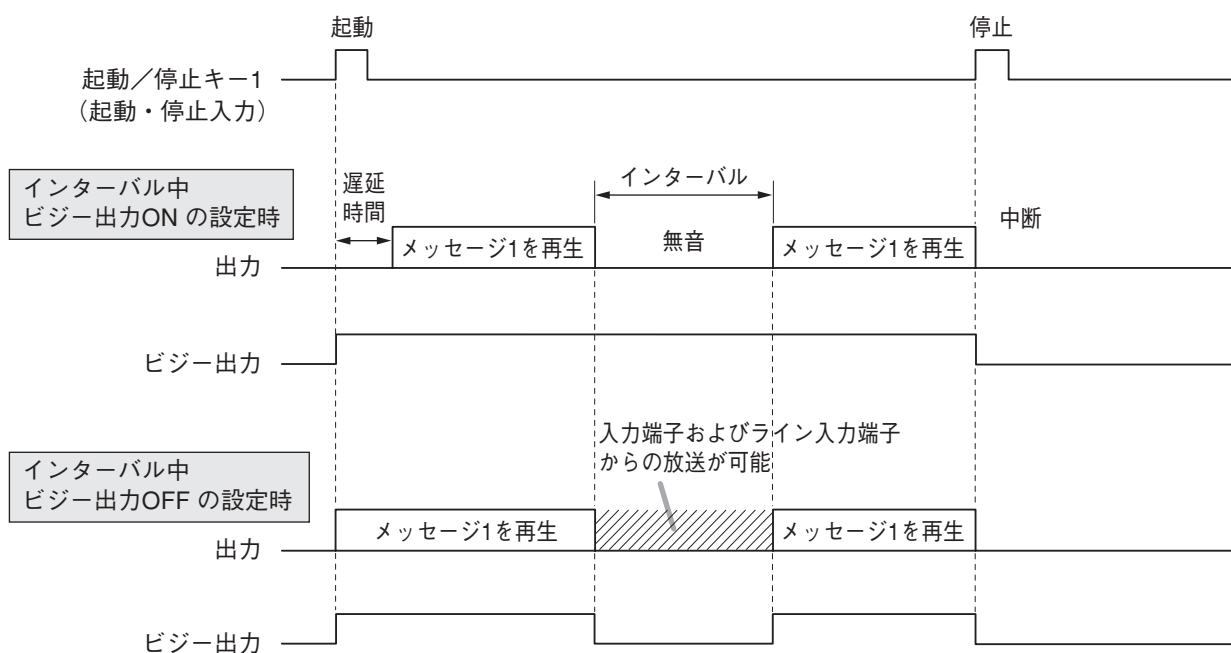 起動
停止
起動／停止キー1
（起動・停止入力）
インターバル中
ビジー出力ON の設定時
遅延
時間
インターバル
メッセージ1を再生
無音
メッセージ1を再生
中断
出力
ビジー出力
入力端子およびライン入力端子
からの放送が可能
インターバル中
ビジー出力OFF の設定時
メッセージ1を再生
メッセージ1を再生
出力
ビジー出力